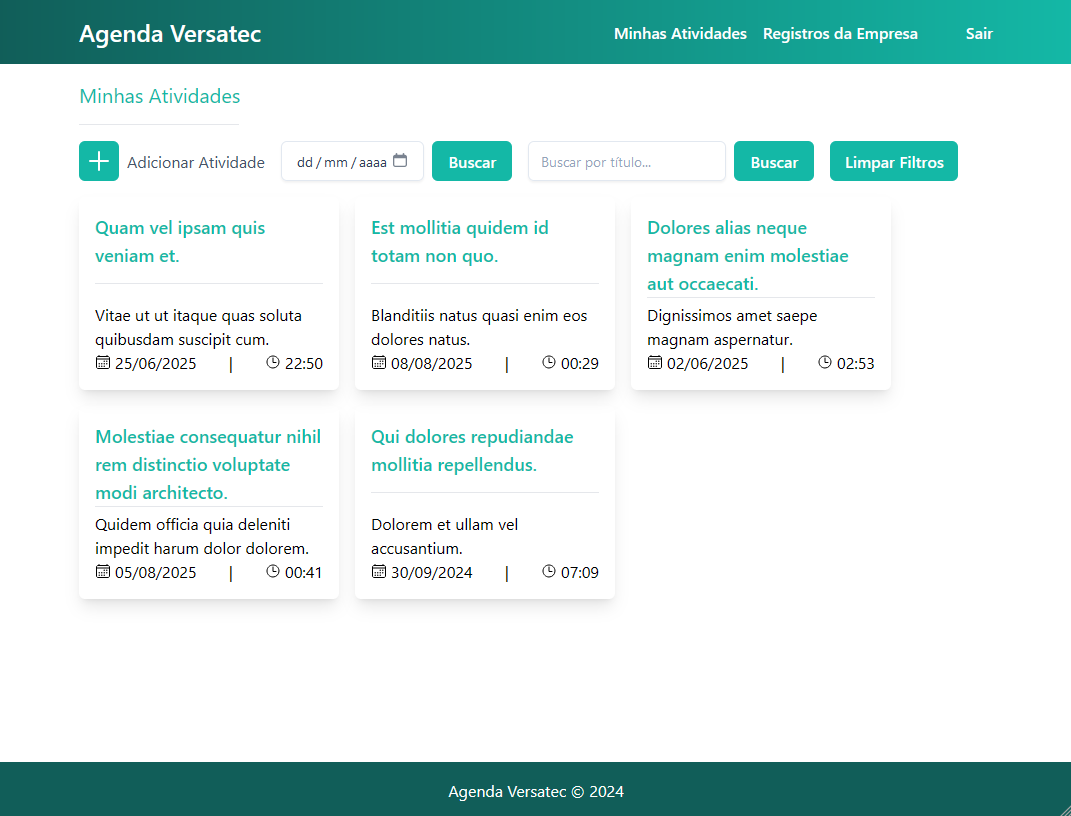 Agenda Versatec
Minhas Atividades Registros da Empresa Sair
Minhas Atividades
Adicionar Atividade dd/mm/aaaa Buscar Buscar por título... Buscar Limpar Filtros
Quam vel ipsam quis
veniam et.
Vitae ut ut itaque quas soluta
quibusdam suscipit cum.
25/06/2025 | 22:50
Est mollitia quidem id
totam non quo.
Blanditiis natus quasi enim eos
dolores natus.
08/08/2025 | 00:29
Dolores alias neque
magnam enim molestiae
aut occaecati.
Dignissimos amet saepe
magnam aspernatur.
02/06/2025 | 02:53
Molestiae consequatur nihil
rem distinctio voluptate
modi architecto.
Quidem officia quia deleniti
impedit harum dolor dolorem.
05/08/2025 | 00:41
Qui dolores repudiandae
mollitia repellendus.
Dolorem et ullam vel
accusantium.
30/09/2024 | 07:09
Agenda Versatec © 2024